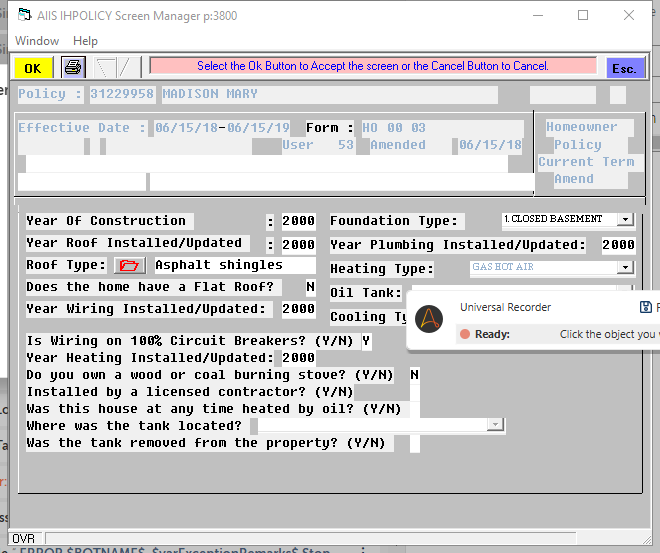 AIIS IHPOLICY Screen Manager p:3800
Window Help
OK Select the Ok Button to Accept the screen or the Cancel Button to Cancel. Esc.
Policy : 31229958 MADISON MARY
Effective Date : 06/15/18-06/15/19 Form : HO 00 03 Homeowner
User 53 Amended 06/15/18 Policy
Current Term
Amend
Year Of Construction : 2000 Foundation Type: 1.CLOSED BASEMENT
Year Roof Installed/Updated : 2000 Year Plumbing Installed/Updated: 2000
Roof Type: Asphalt shingles Heating Type: GAS HOT AIR
Does the home have a Flat Roof? N Oil Tank:
Year Wiring Installed/Updated: 2000 Cooling Ty
Universal Recorder
Ready: Click the object you
Is Wiring on 100% Circuit Breakers? (Y/N) Y
Year Heating Installed/Updated: 2000
Do you own a wood or coal burning stove? (Y/N) N
Installed by a licensed contractor? (Y/N)
Was this house at any time heated by oil? (Y/N)
Where was the tank located?
Was the tank removed from the property? (Y/N)
OVR
ERROR $BOTNAME$ $varExceptionRemarks$ Stop